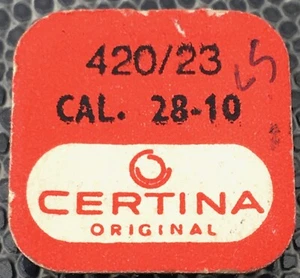 420/23
CAL. 28-10
CERTINA
ORIGINAL